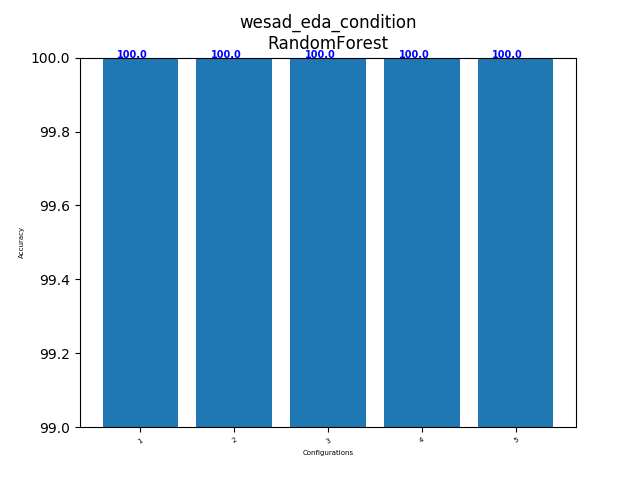 wesad_eda_condition
RandomForest
100.0 100.0 100.0 100.0 100.0
100.0
99.8
99.6
99.4
99.2
99.0
Accuracy
1 2 3 4 5
Configurations